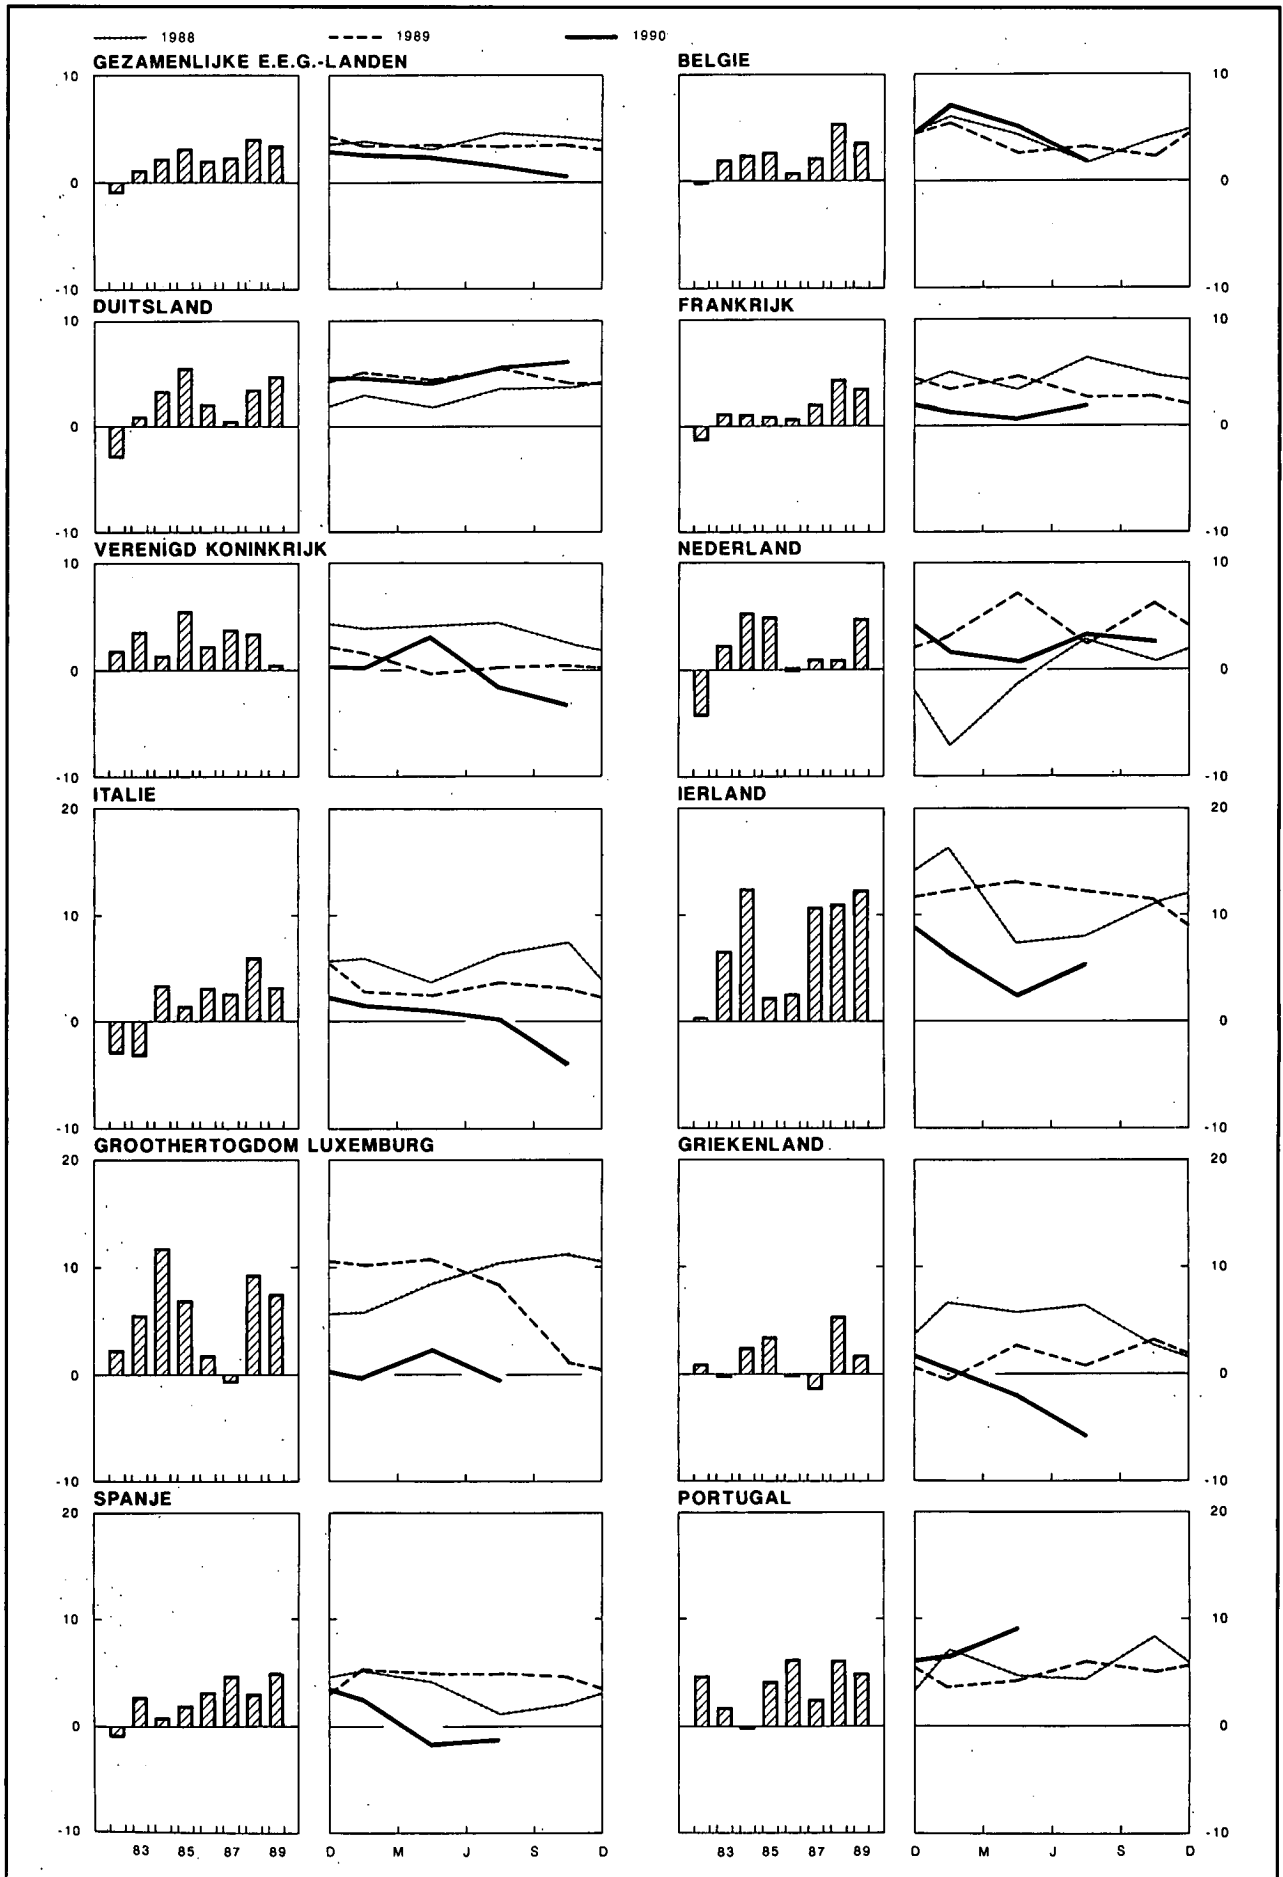 1988 1989 1990
GEZAMENLIJKE E.E.G.-LANDEN BELGIE
10 10
0 0
-10 -10
DUITSLAND FRANKRIJK
10 10
0 0
-10 -10
VERENIGD KONINKRIJK NEDERLAND
10 10
0 0
-10 -10
ITALIE IERLAND
20 20
10 10
0 0
-10 -10
GROOTHERTOGDOM LUXEMBURG GRIEKENLAND
20 20
10 10
0 0
-10 -10
SPANJE PORTUGAL
20 20
10 10
0 0
-10 -10
83 85 87 89 D M J S D 83 85 87 89 D M J S D